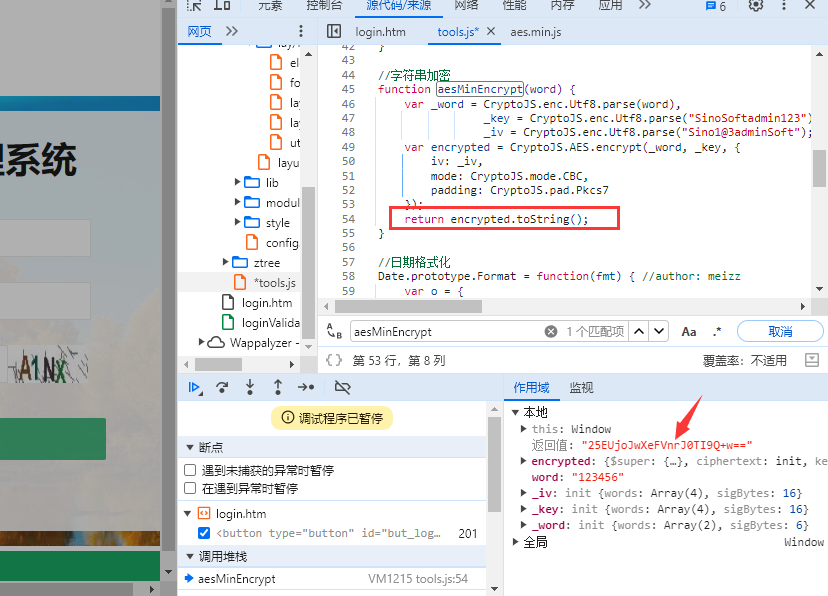 元素 控制台 源代码/来源 网络 性能 内存 应用 >> 6
网页 >> login.htm tools.js* × aes.min.js
理系统
A1NX
el
fo
lay
lay
ut
layu
lib
modul
style
config.
ztree
*tools.js
login.htm
loginValida
Wappalyzer -
42 }
43
44 //字符串加密
45 function aesMinEncrypt(word) {
46 var _word = CryptoJS.enc.Utf8.parse(word),
47 _key = CryptoJS.enc.Utf8.parse("SinoSoftadmin123")
48 _iv = CryptoJS.enc.Utf8.parse("Sino1@3adminSoft");
49 var encrypted = CryptoJS.AES.encrypt(_word, _key, {
50 iv: _iv,
51 mode: CryptoJS.mode.CBC,
52 padding: CryptoJS.pad.Pkcs7
53 });
54 return encrypted.toString();
55 }
56
57 //日期格式化
58 Date.prototype.Format = function(fmt) { //author: meizz
59 var o = {
aesMinEncrypt 1 个匹配项 Aa .* 取消
{} 第 53 行，第 8 列 覆盖率：不适用
调试程序已暂停
断点
遇到未捕获的异常时暂停
在遇到异常时暂停
login.htm
<button type="button" id="but_log… 201
调用堆栈
aesMinEncrypt VM1215 tools.js:54
作用域 监视
本地
this: Window
返回值: "25EUjoJwXeFVnrJ0TI9Q+w=="
encrypted: {$super: {…}, ciphertext: init, ke
word: "123456"
_iv: init {words: Array(4), sigBytes: 16}
_key: init {words: Array(4), sigBytes: 16}
_word: init {words: Array(2), sigBytes: 6}
全局 Window